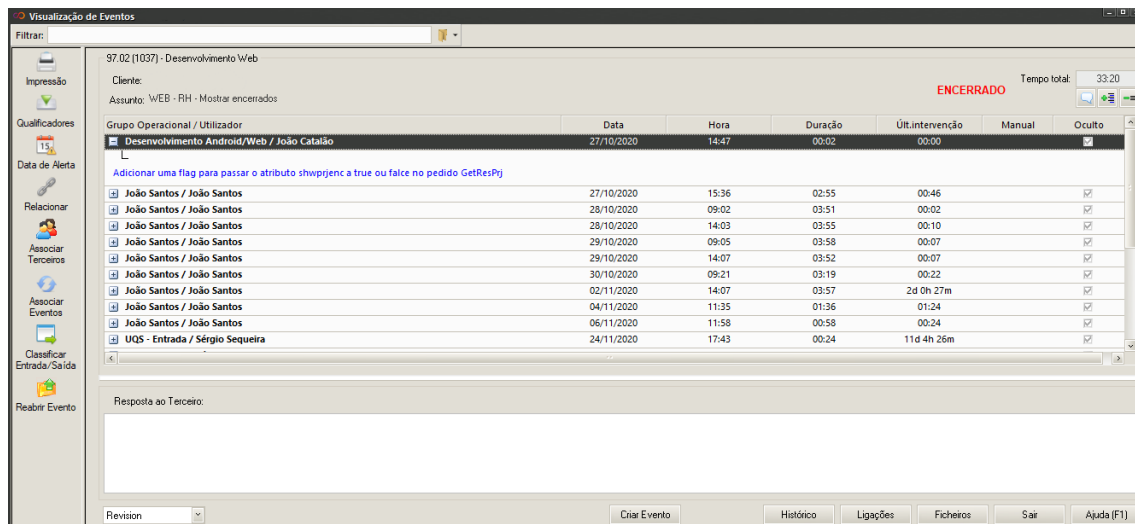 Visualização de Eventos
Filtrar:
97.02 (1037) - Desenvolvimento Web
Impressão
Cliente:
Tempo total: 33:20
ENCERRADO
Assunto: WEB - RH - Mostrar encerrados
Qualificadores
Grupo Operacional / Utilizador Data Hora Duração Últ.intervenção Manual Oculto
Desenvolvimento Android/Web / João Catalão 27/10/2020 14:47 00:02 00:00
15
Data de Alerta
Adicionar uma flag para passar o atributo shwprjenc a true ou falce no pedido GetResPrj
João Santos / João Santos 27/10/2020 15:36 02:55 00:46
João Santos / João Santos 28/10/2020 09:02 03:51 00:02
Relacionar
João Santos / João Santos 28/10/2020 14:03 03:55 00:10
João Santos / João Santos 29/10/2020 09:05 03:58 00:07
Associar
Terceiros
João Santos / João Santos 29/10/2020 14:07 03:52 00:07
João Santos / João Santos 30/10/2020 09:21 03:19 00:22
João Santos / João Santos 02/11/2020 14:07 03:57 2d 0h 27m
Associar
Eventos
João Santos / João Santos 04/11/2020 11:35 01:36 01:24
João Santos / João Santos 06/11/2020 11:58 00:58 00:24
UQS - Entrada / Sérgio Sequeira 24/11/2020 17:43 00:24 11d 4h 26m
Classificar
Entrada/Saída
Reabrir Evento
Resposta ao Terceiro:
Revision
Criar Evento
Histórico
Ligações
Ficheiros
Sair
Ajuda (F1)